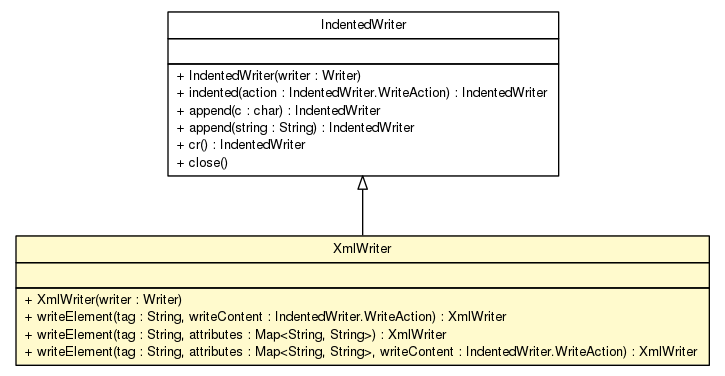 IndentedWriter
+ IndentedWriter(writer : Writer)
+ indented(action : IndentedWriter.WriteAction) : IndentedWriter
+ append(c : char) : IndentedWriter
+ append(string : String) : IndentedWriter
+ cr() : IndentedWriter
+ close()
XmlWriter
+ XmlWriter(writer : Writer)
+ writeElement(tag : String, writeContent : IndentedWriter.WriteAction) : XmlWriter
+ writeElement(tag : String, attributes : Map<String, String>) : XmlWriter
+ writeElement(tag : String, attributes : Map<String, String>, writeContent : IndentedWriter.WriteAction) : XmlWriter